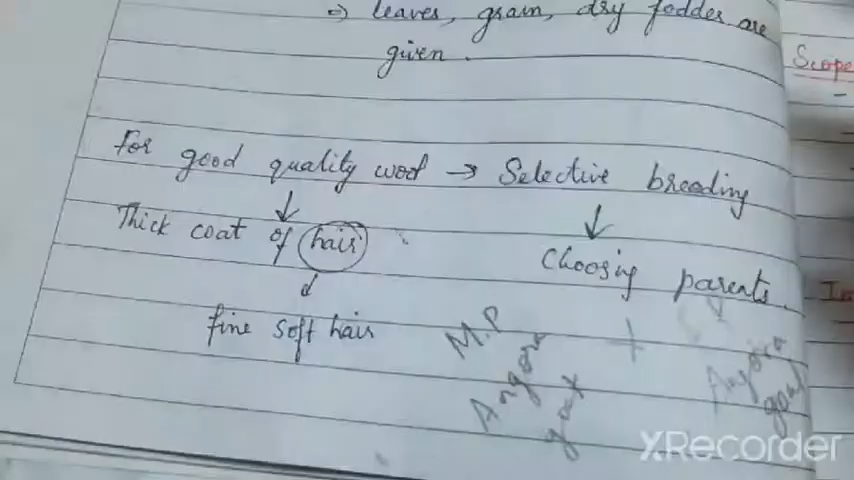 ⇒ leaves, grain, dry fodder are
given.
Scope
For good quality wool → Selective breeding
↓ ↓
Thick coat of hair Choosing parents.
↓
fine soft hair
M.P +
Angora goat Angora goat
XRecorder